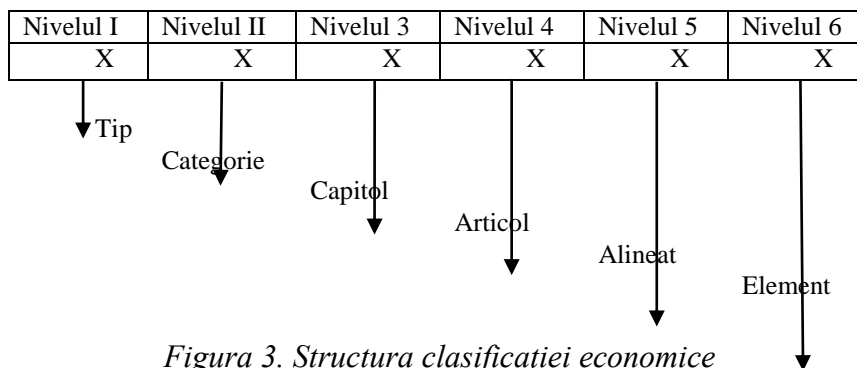 Nivelul I Nivelul II Nivelul 3 Nivelul 4 Nivelul 5 Nivelul 6
X X X X X X
Tip
Categorie
Capitol
Articol
Alineat
Element
Figura 3. Structura clasificatiei economice